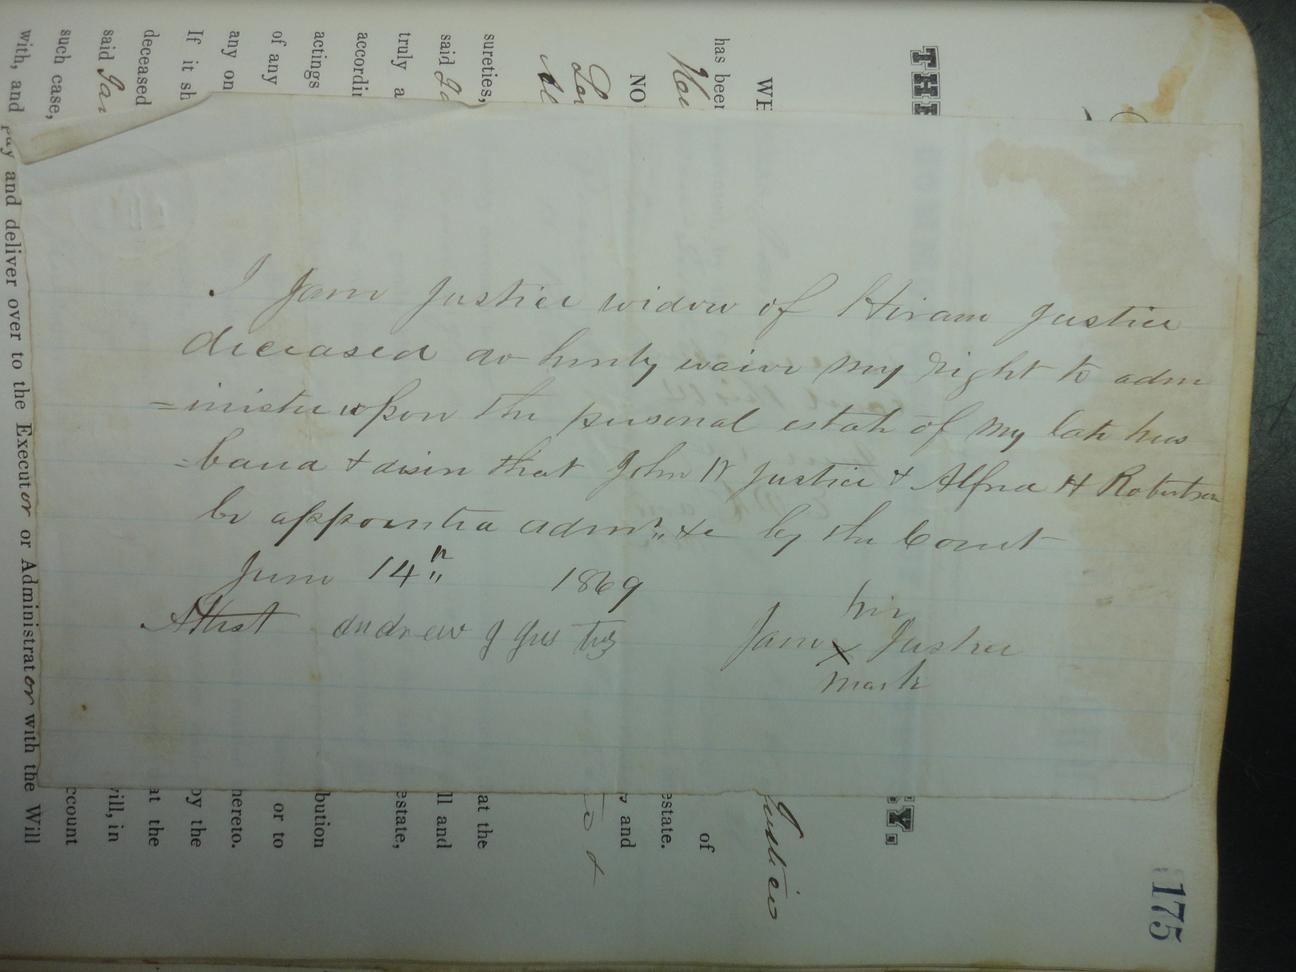 I Jane Justice widow of Hiram Justice
deceased do hereby waive my right to adm
=inister upon the personal estate of my late hus
=band & desire that John W Justice & Alfred H Robertson
be appointed admrs,, &c by the Court
June 14th,, 1869
her
Attest Andrew J Justis Jane X Justice
mark
THE
Y.
175
WE
Justice
has been
of
estate.
NO
and
sureties,
at the
said
ll and
truly a
estate,
accordi
actings
bution
of any
or to
any on
hereto.
If it sh
by the
deceased
at the
said Jan
will, in
such case,
ccount
with, and pay and deliver over to the Executor or Administrator with the Will